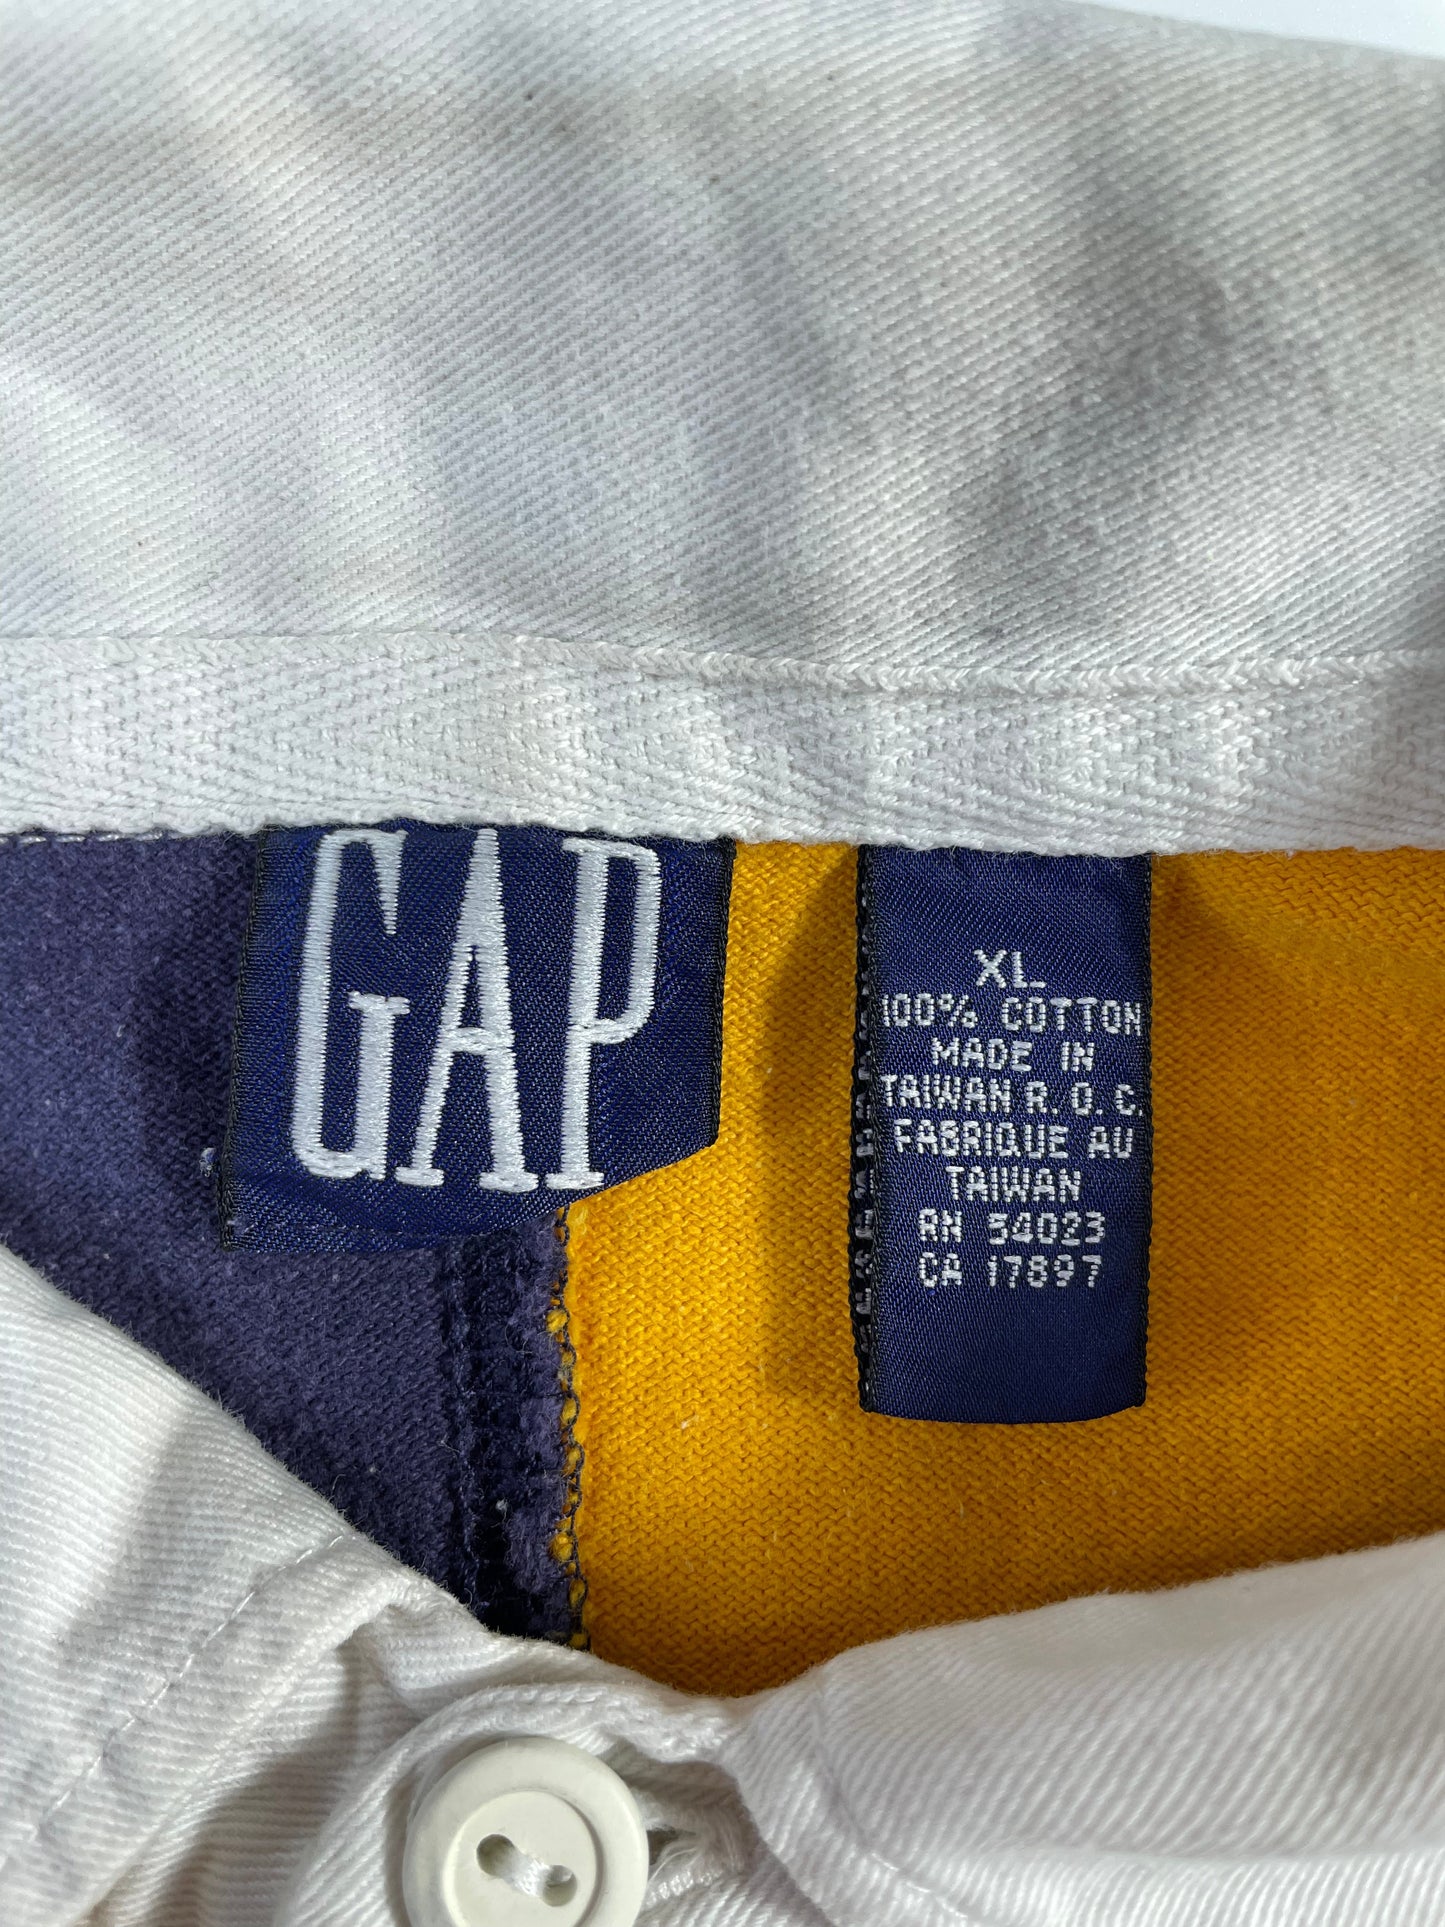 GAP
XL
100% COTTON
MADE IN
TAIWAN R.O.C.
FABRIQUE AU
TAIWAN
RN 54023
CA 17897